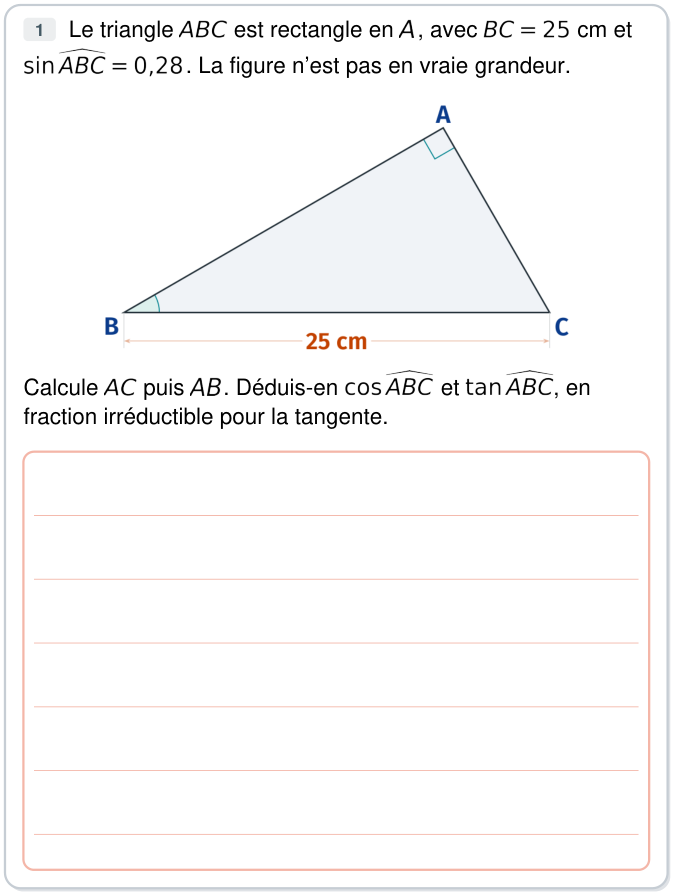 1 Le triangle ABC est rectangle en A, avec BC = 25 cm et
sin ABC = 0,28. La figure n'est pas en vraie grandeur.
A
B
C
25 cm
Calcule AC puis AB. Déduis-en cos ABC et tan ABC, en
fraction irréductible pour la tangente.